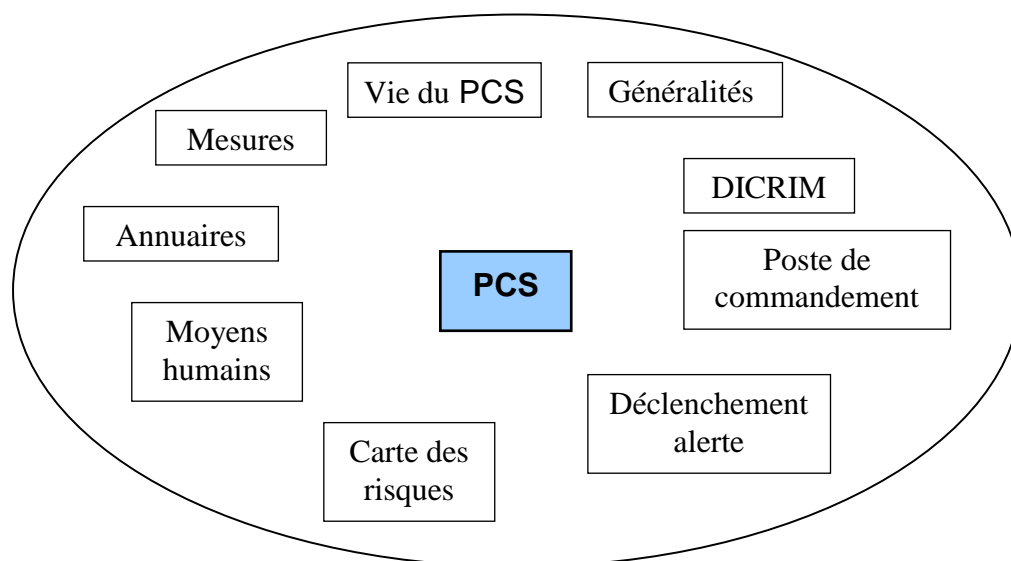 Vie du PCS
Généralités
Mesures
DICRIM
Annuaires
Poste de
commandement
PCS
Moyens
humains
Déclenchement
alerte
Carte des
risques